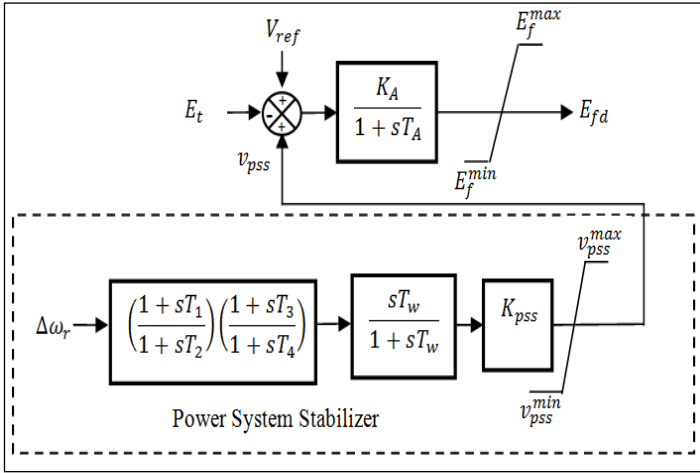 V_ref
E_f^max
+
E_t
-
+
K_A / 1 + sT_A
E_fd
v_pss
E_f^min
v_pss^max
Δω_r
(1 + sT_1 / 1 + sT_2)(1 + sT_3 / 1 + sT_4)
sT_w / 1 + sT_w
K_pss
v_pss^min
Power System Stabilizer